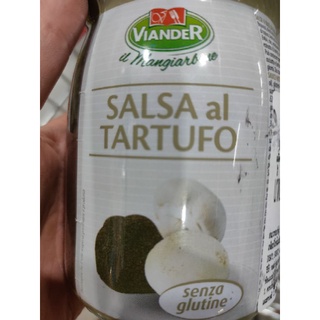 VIANDER
il Mangiarbene
SALSA al
TARTUFO
senza
glutine